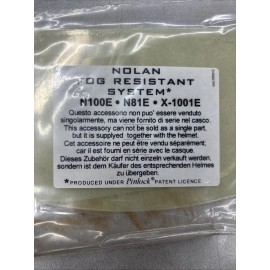 NOLAN
FOG RESISTANT
SYSTEM*
N100E • N81E • X-1001E
Questo accessorio non puo' essere venduto
singolarmente, ma viene fornito di serie nel casco.
This accessory can not be sold as a single part,
but it is supplyed together with the helmet.
Cet accessoire ne peut être vendu séparément;
car il est fourni en série avec le casque.
Dieses Zubehör darf nicht einzeln verkauft werden,
sondern ist dem Käufer des entsprechenden Helmes
zu übergeben.
*PRODUCED UNDER Pinlock® PATENT LICENCE.